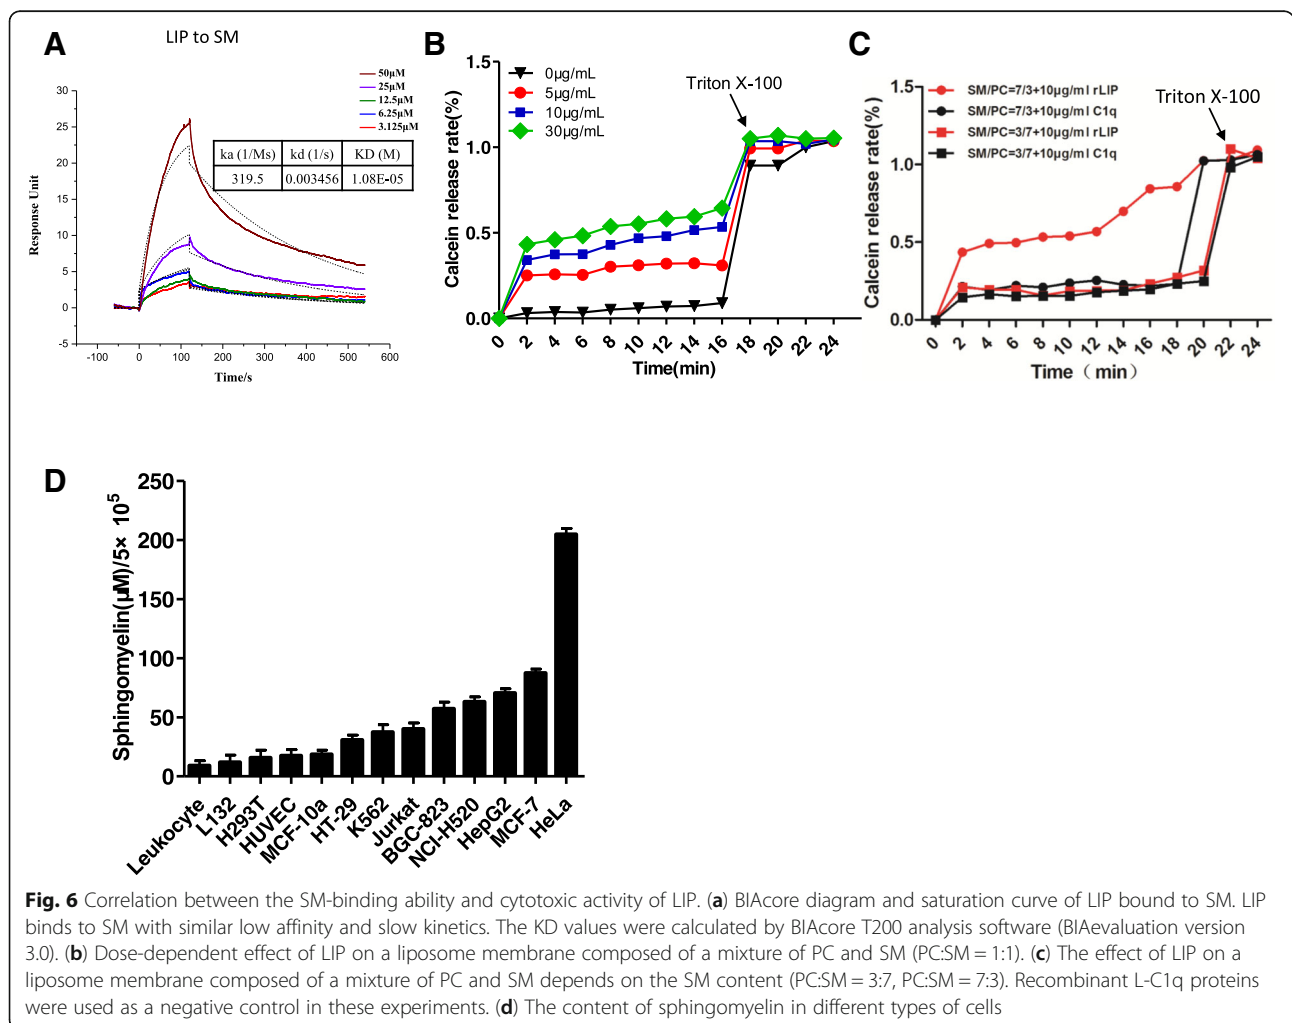 A
LIP to SM
50μM
25μM
12.5μM
6.25μM
3.125μM
ka (1/Ms) kd (1/s) KD (M)
319.5 0.003456 1.08E-05
Response Unit
30
25
20
15
10
5
0
-5
-100 0 100 200 300 400 500 600
Time/s
B
0μg/mL
5μg/mL
10μg/mL
30μg/mL
Triton X-100
Calcein release rate(%)
1.5
1.0
0.5
0.0
0 2 4 6 8 10 12 14 16 18 20 22 24
Time(min)
C
SM/PC=7/3+10μg/ml rLIP
SM/PC=7/3+10μg/ml C1q
SM/PC=3/7+10μg/ml rLIP
SM/PC=3/7+10μg/ml C1q
Triton X-100
Calcein release rate(%)
1.5
1.0
0.5
0.0
0 2 4 6 8 10 12 14 16 18 20 22 24
Time（min）
D
Sphingomyelin(μM)/5× 10⁵
250
200
150
100
50
0
Leukocyte L132 H293T HUVEC MCF-10a HT-29 K562 Jurkat BGC-823 NCI-H520 HepG2 MCF-7 HeLa
Fig. 6 Correlation between the SM-binding ability and cytotoxic activity of LIP. (a) BIAcore diagram and saturation curve of LIP bound to SM. LIP
binds to SM with similar low affinity and slow kinetics. The KD values were calculated by BIAcore T200 analysis software (BIAevaluation version
3.0). (b) Dose-dependent effect of LIP on a liposome membrane composed of a mixture of PC and SM (PC:SM = 1:1). (c) The effect of LIP on a
liposome membrane composed of a mixture of PC and SM depends on the SM content (PC:SM = 3:7, PC:SM = 7:3). Recombinant L-C1q proteins
were used as a negative control in these experiments. (d) The content of sphingomyelin in different types of cells